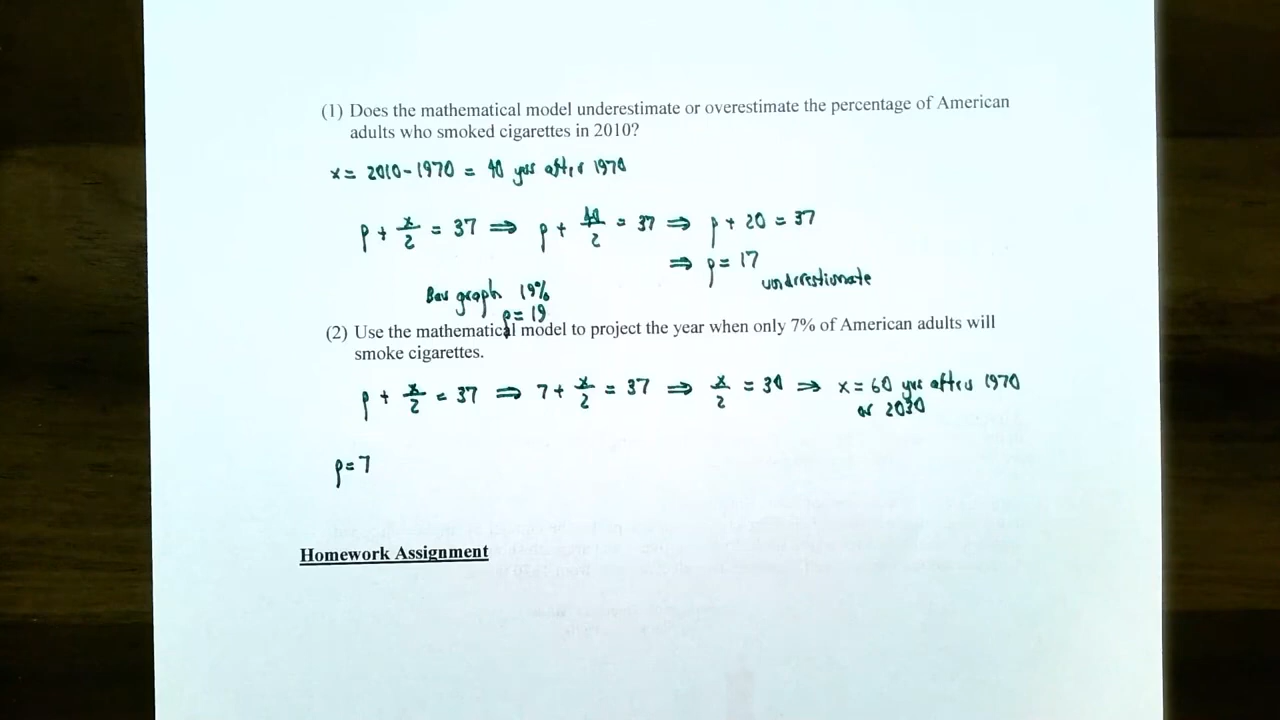 (1) Does the mathematical model underestimate or overestimate the percentage of American
adults who smoked cigarettes in 2010?
x = 2010 - 1970 = 40 yrs after 1970
p + x/2 = 37 ⇒ p + 40/2 = 37 ⇒ p + 20 = 37
⇒ p = 17
underestimate
Bar graph 19%
p = 19
(2) Use the mathematical model to project the year when only 7% of American adults will
smoke cigarettes.
p + x/2 = 37 ⇒ 7 + x/2 = 37 ⇒ x/2 = 30 ⇒ x = 60 yrs after 1970
or 2030
p = 7
Homework Assignment